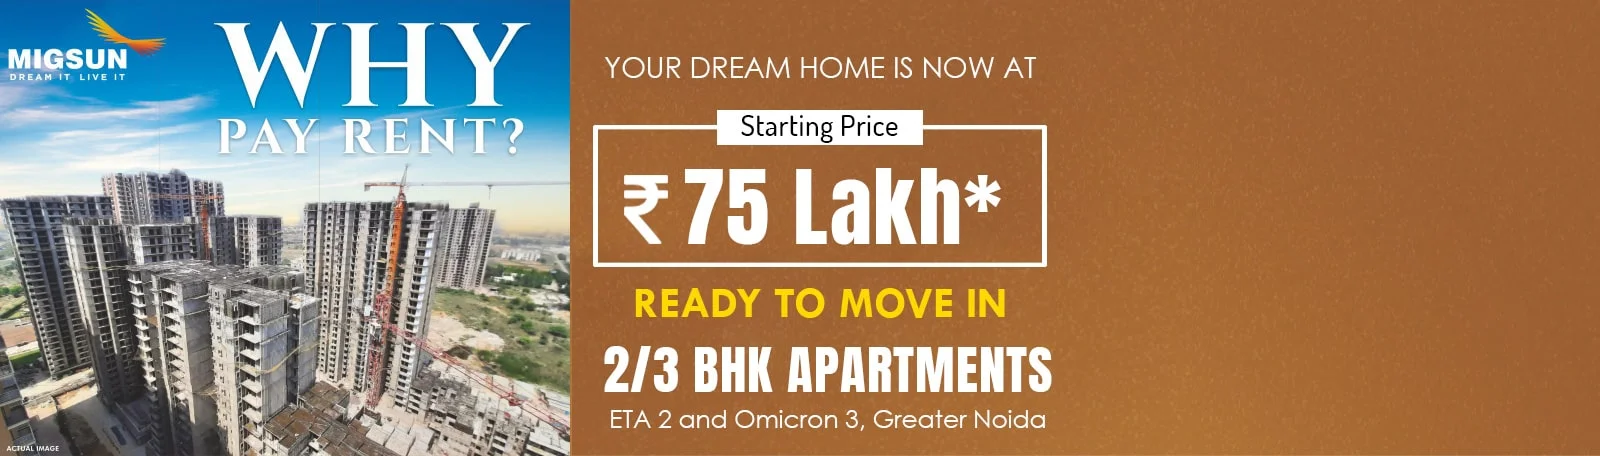 MIGSUN
DREAM IT LIVE IT
WHY
PAY RENT?
ACTUAL IMAGE
YOUR DREAM HOME IS NOW AT
Starting Price
₹ 75 Lakh*
READY TO MOVE IN
2/3 BHK APARTMENTS
ETA 2 and Omicron 3, Greater Noida